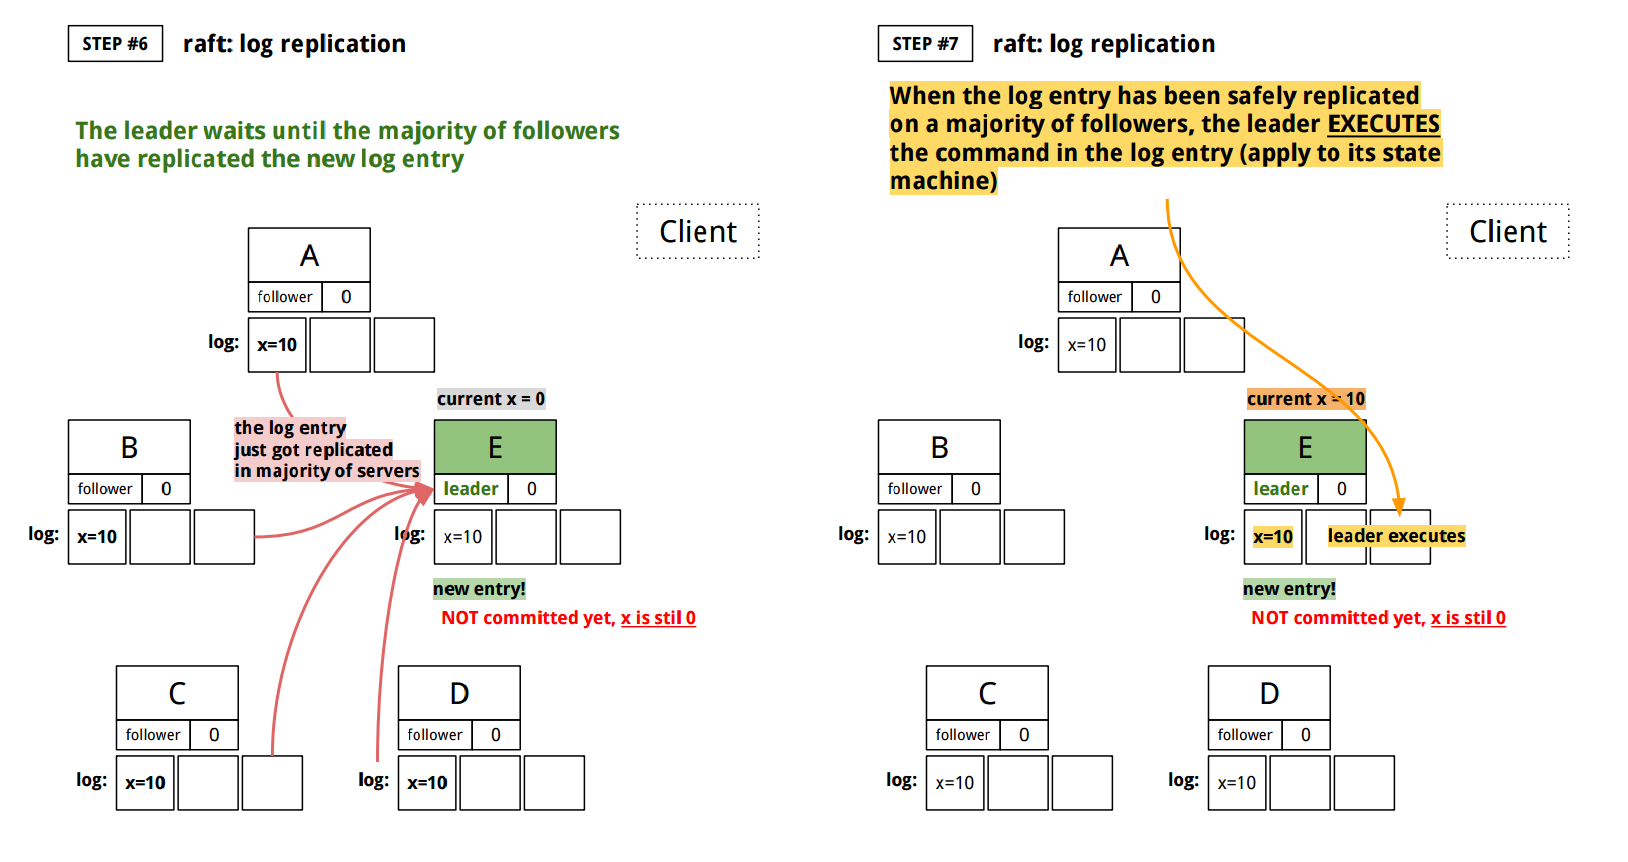 STEP #6
raft: log replication
The leader waits until the majority of followers
have replicated the new log entry
Client
A
follower
0
log:
x=10
current x = 0
the log entry
just got replicated
in majority of servers
B
follower
0
log:
x=10
E
leader
0
log:
x=10
new entry!
NOT committed yet, x is stil 0
C
follower
0
log:
x=10
D
follower
0
log:
x=10
STEP #7
raft: log replication
When the log entry has been safely replicated
on a majority of followers, the leader EXECUTES
the command in the log entry (apply to its state
machine)
Client
A
follower
0
log:
x=10
current x = 10
B
follower
0
log:
x=10
E
leader
0
log:
x=10
leader executes
new entry!
NOT committed yet, x is stil 0
C
follower
0
log:
x=10
D
follower
0
log:
x=10